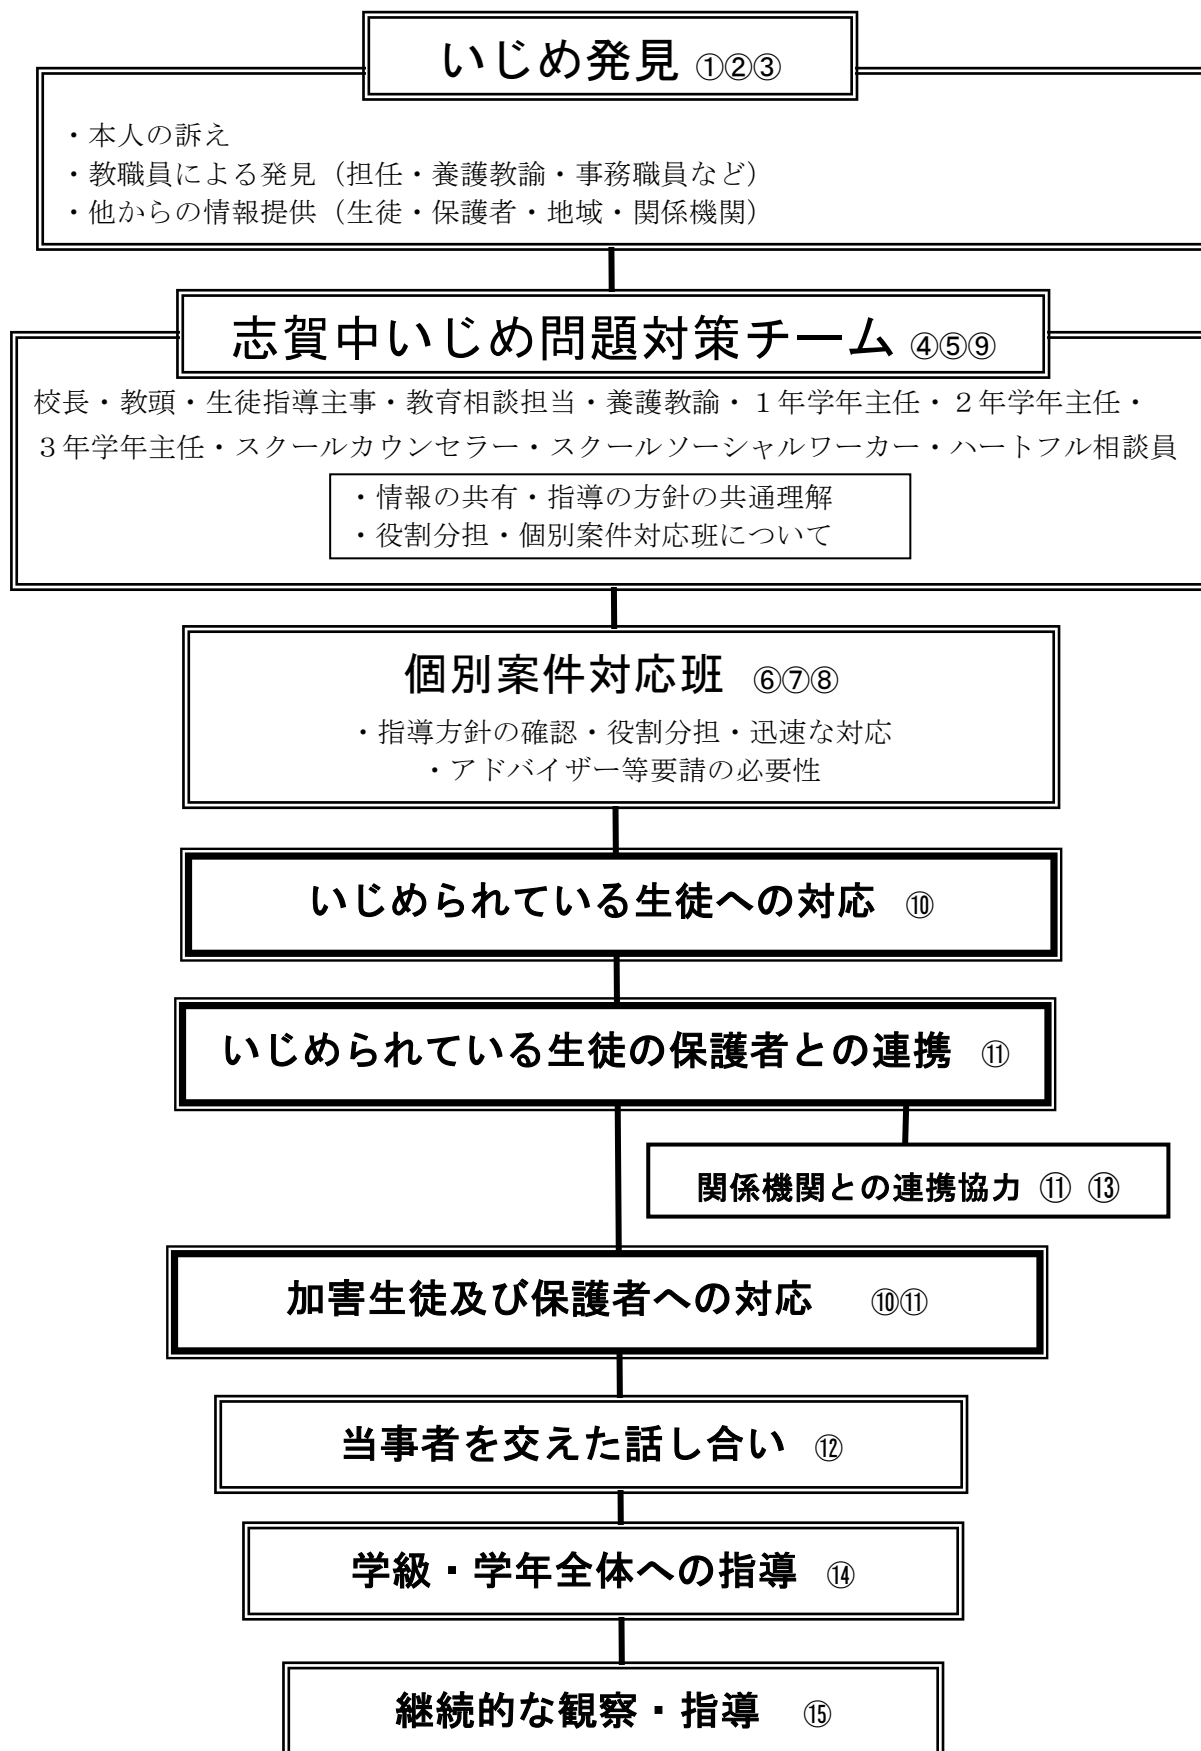 いじめ発見 ①②③
・本人の訴え
・教職員による発見（担任・養護教諭・事務職員など）
・他からの情報提供（生徒・保護者・地域・関係機関）
志賀中いじめ問題対策チーム ④⑤⑨
校長・教頭・生徒指導主事・教育相談担当・養護教諭・１年学年主任・２年学年主任・
３年学年主任・スクールカウンセラー・スクールソーシャルワーカー・ハートフル相談員
・情報の共有・指導の方針の共通理解
・役割分担・個別案件対応班について
個別案件対応班 ⑥⑦⑧
・指導方針の確認・役割分担・迅速な対応
・アドバイザー等要請の必要性
いじめられている生徒への対応 ⑩
いじめられている生徒の保護者との連携 ⑪
関係機関との連携協力 ⑪ ⑬
加害生徒及び保護者への対応 ⑩⑪
当事者を交えた話し合い ⑫
学級・学年全体への指導 ⑭
継続的な観察・指導 ⑮